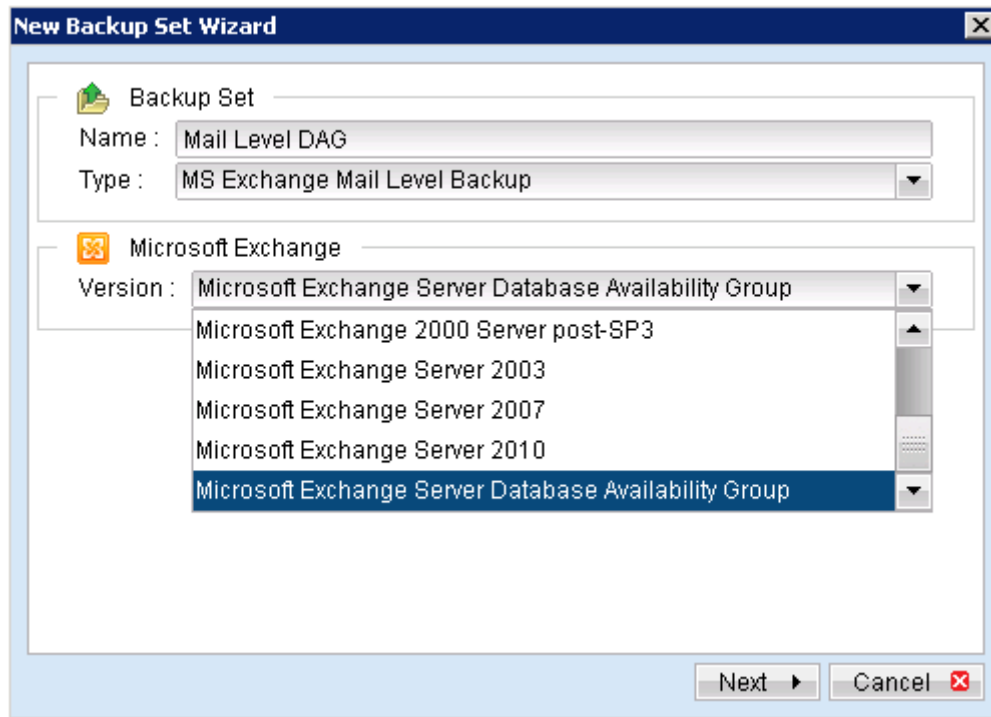 New Backup Set Wizard
Backup Set
Name : Mail Level DAG
Type : MS Exchange Mail Level Backup
Microsoft Exchange
Version : Microsoft Exchange Server Database Availability Group
Microsoft Exchange 2000 Server post-SP3
Microsoft Exchange Server 2003
Microsoft Exchange Server 2007
Microsoft Exchange Server 2010
Microsoft Exchange Server Database Availability Group
Next Cancel